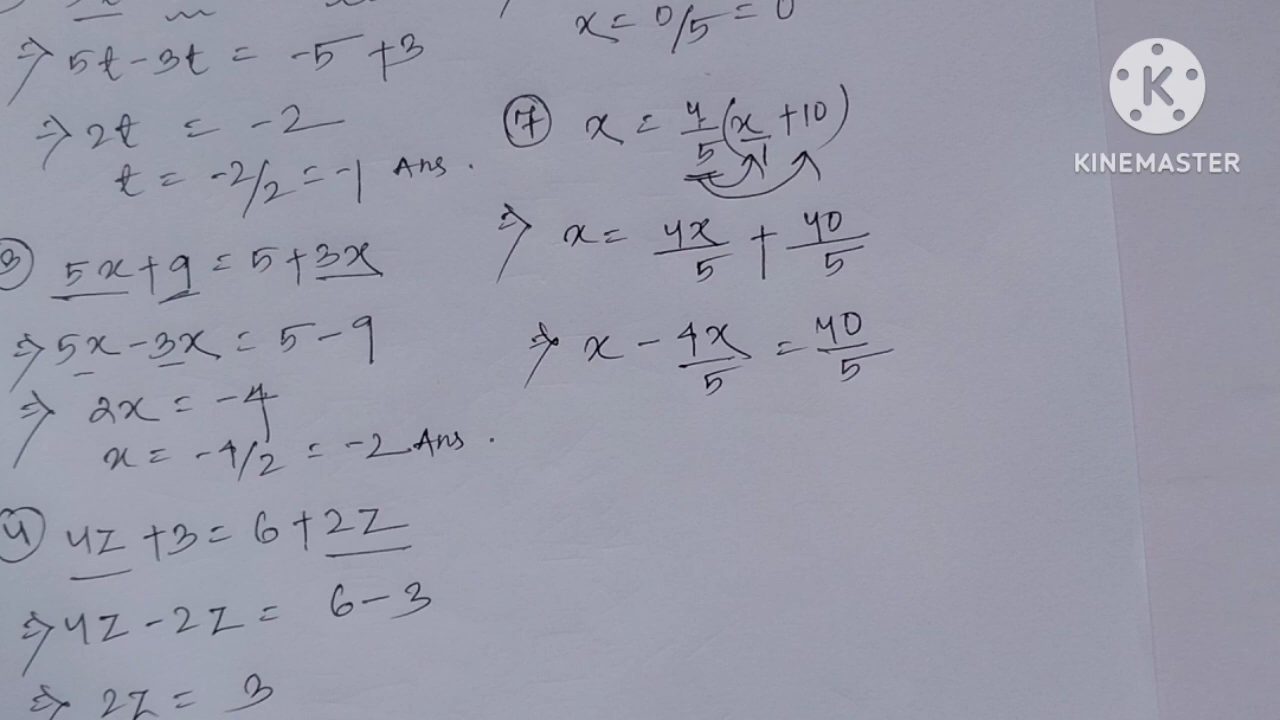 ⇒ 5t - 3t = -5 + 3
⇒ 2t = -2
t = -2/2 = -1 Ans.
③ 5x + 9 = 5 + 3x
⇒ 5x - 3x = 5 - 9
⇒ 2x = -4
x = -4/2 = -2 Ans.
④ 4z + 3 = 6 + 2z
⇒ 4z - 2z = 6 - 3
⇒ 2z = 3
x = 0/5 = 0
⑦ x = 4/5 (x/1 + 10)
⇒ x = 4x/5 + 40/5
⇒ x - 4x/5 = 40/5
K
KINEMASTER